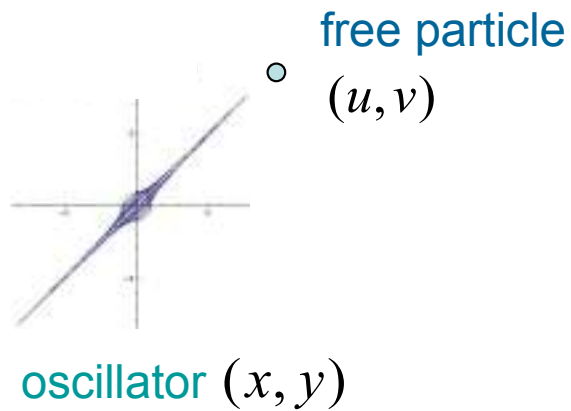 free particle
(u, v)
oscillator (x, y)